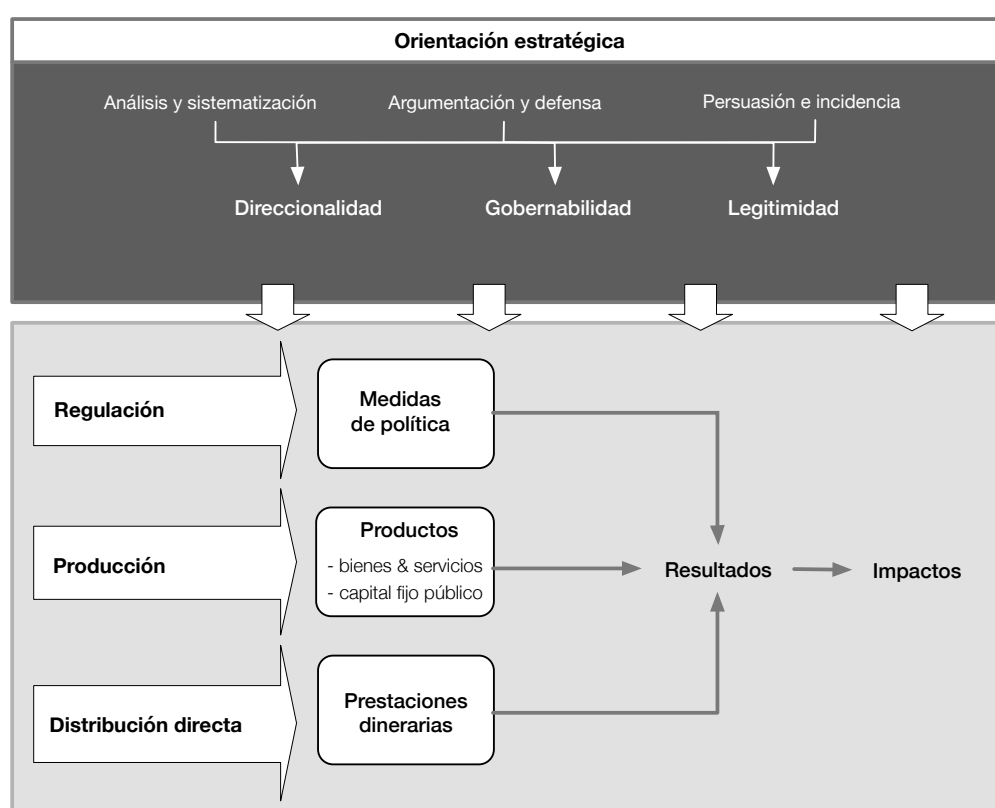 Orientación estratégica
Análisis y sistematización
Argumentación y defensa
Persuasión e incidencia
Direccionalidad
Gobernabilidad
Legitimidad
Regulación
Medidas
de política
Producción
Productos
- bienes & servicios
- capital fijo público
Resultados
Impactos
Distribución directa
Prestaciones
dinerarias